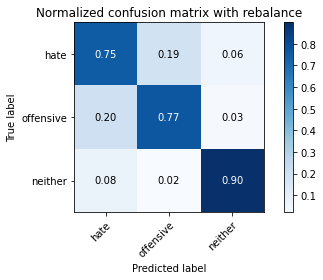 Normalized confusion matrix with rebalance
True label
hate
0.75 0.19 0.06
offensive
0.20 0.77 0.03
neither
0.08 0.02 0.90
hate
offensive
neither
Predicted label
0.8
0.7
0.6
0.5
0.4
0.3
0.2
0.1